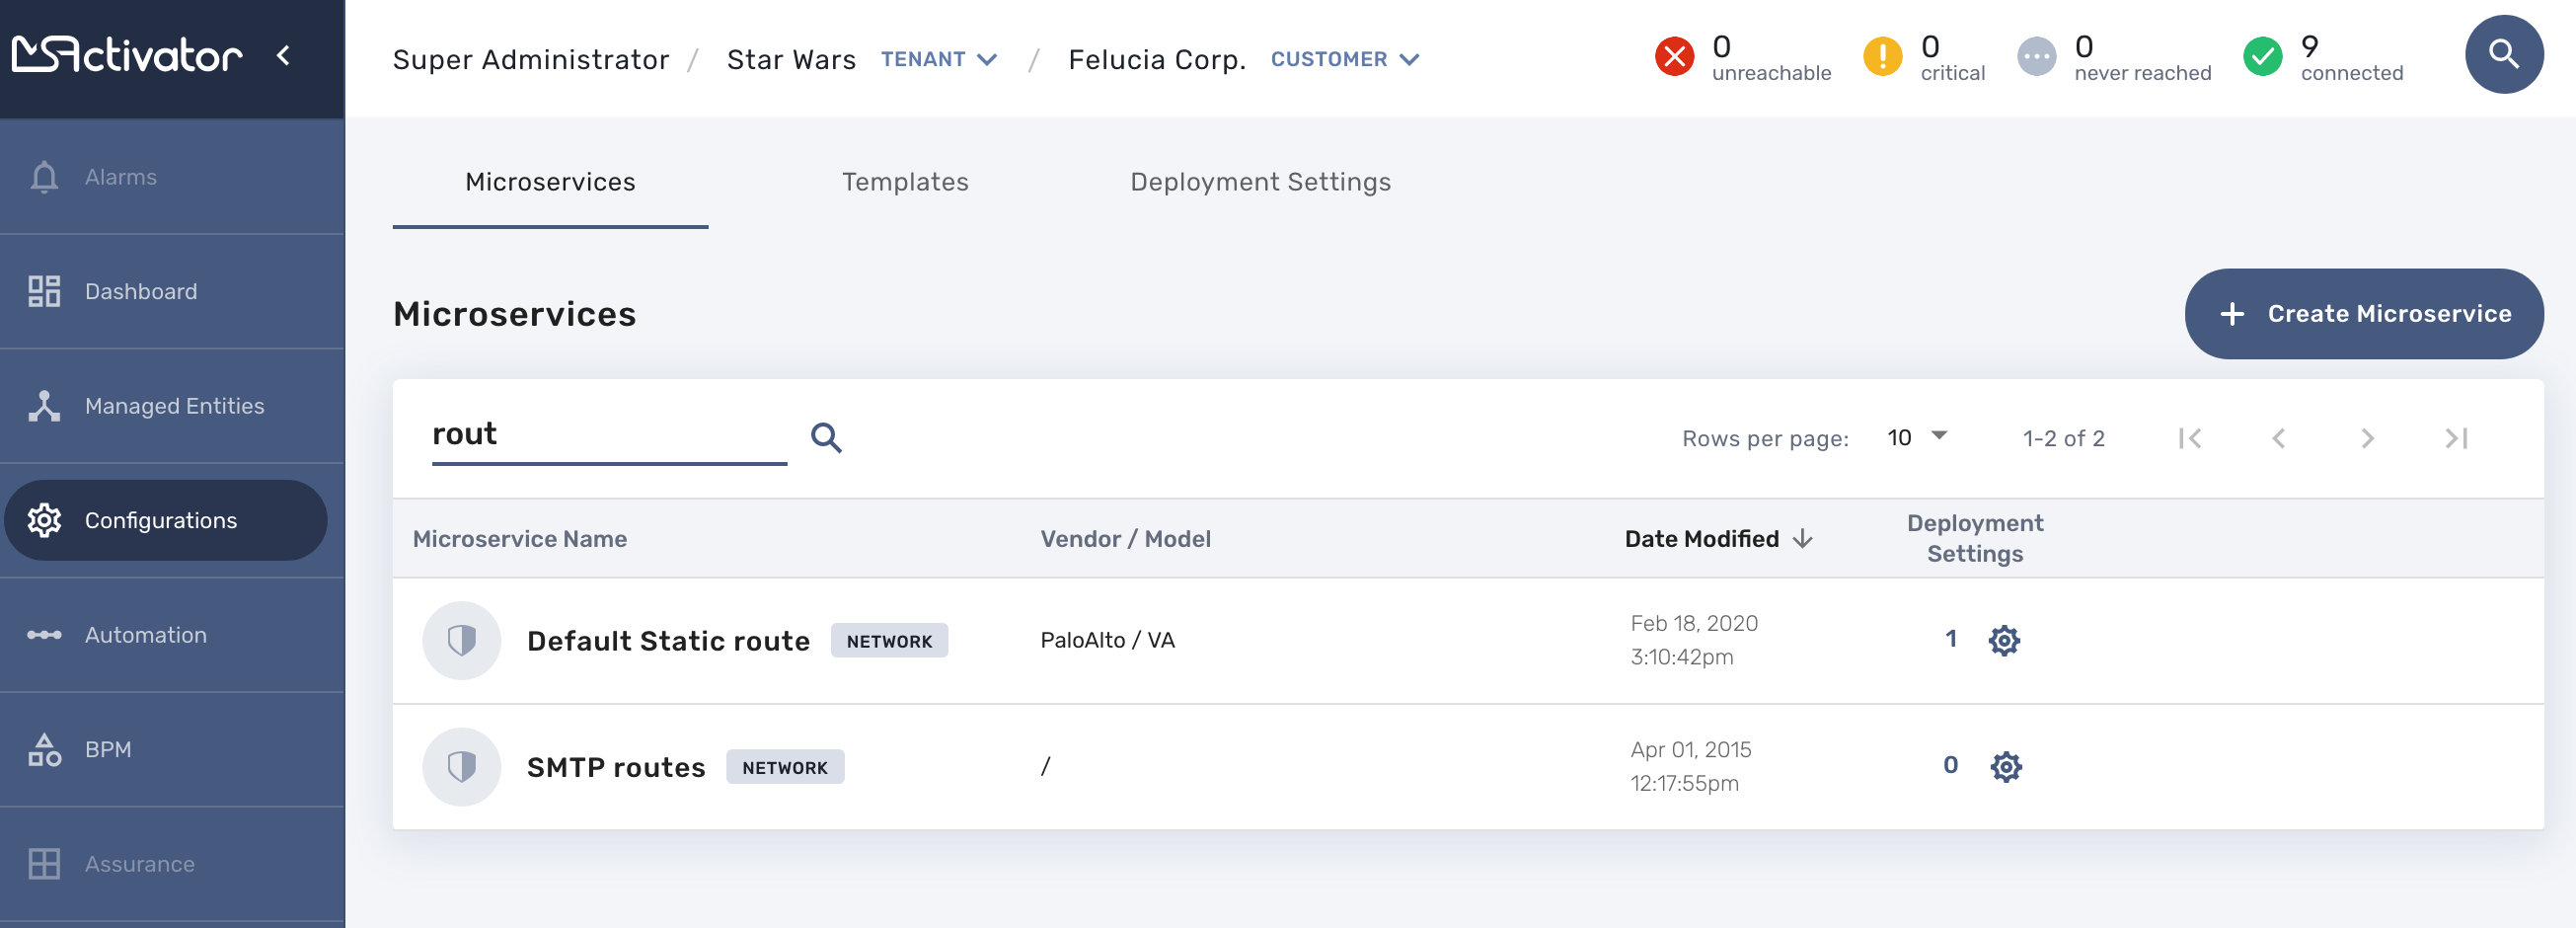 MSActivator
Super Administrator / Star Wars TENANT / Felucia Corp. CUSTOMER
0 unreachable
0 critical
0 never reached
9 connected
Alarms
Dashboard
Managed Entities
Configurations
Automation
BPM
Assurance
Microservices Templates Deployment Settings
Microservices
+ Create Microservice
rout
Rows per page: 10 1-2 of 2
Microservice Name Vendor / Model Date Modified Deployment Settings
Default Static route NETWORK PaloAlto / VA Feb 18, 2020 3:10:42pm 1
SMTP routes NETWORK / Apr 01, 2015 12:17:55pm 0